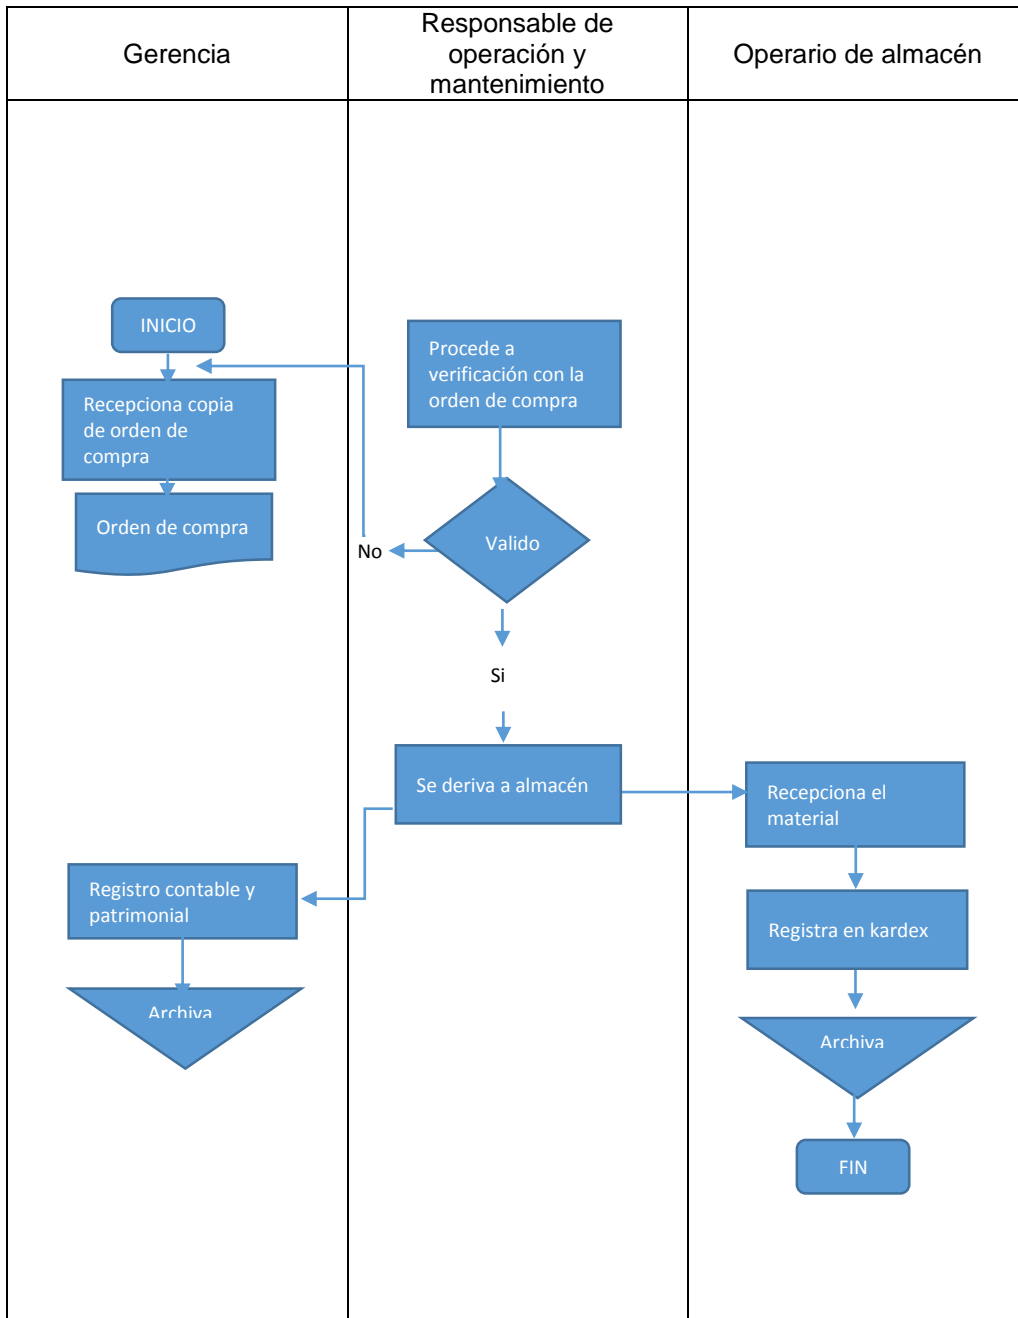 Gerencia
Responsable de
operación y
mantenimiento
Operario de almacén
INICIO
Recepciona copia
de orden de
compra
Orden de compra
Procede a
verificación con la
orden de compra
Valido
No
Si
Se deriva a almacén
Recepciona el
material
Registro contable y
patrimonial
Registra en kardex
Archiva
Archiva
FIN